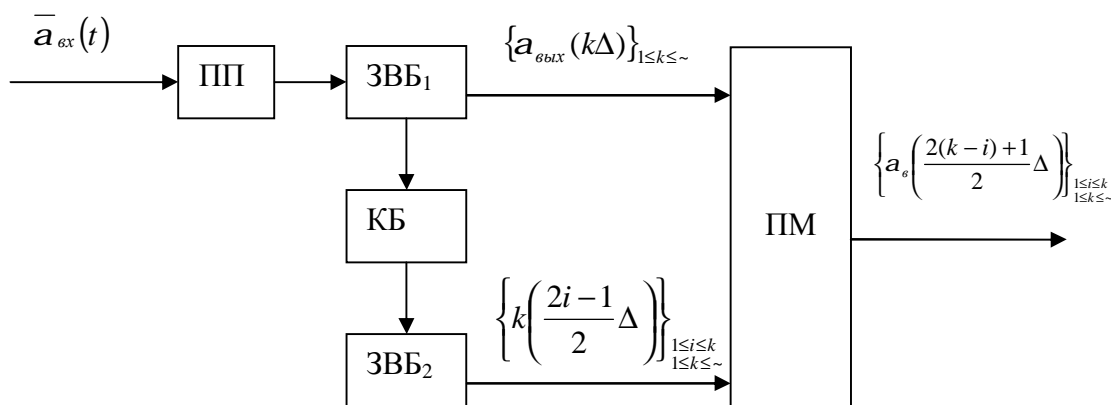 a̅вх(t)
ПП
ЗВБ₁
{aвых(kΔ)}1≤k≤~
КБ
ЗВБ₂
{k((2i−1)/2 Δ)}1≤i≤k 1≤k≤~
ПМ
{aв((2(k−i)+1)/2 Δ)}1≤i≤k 1≤k≤~